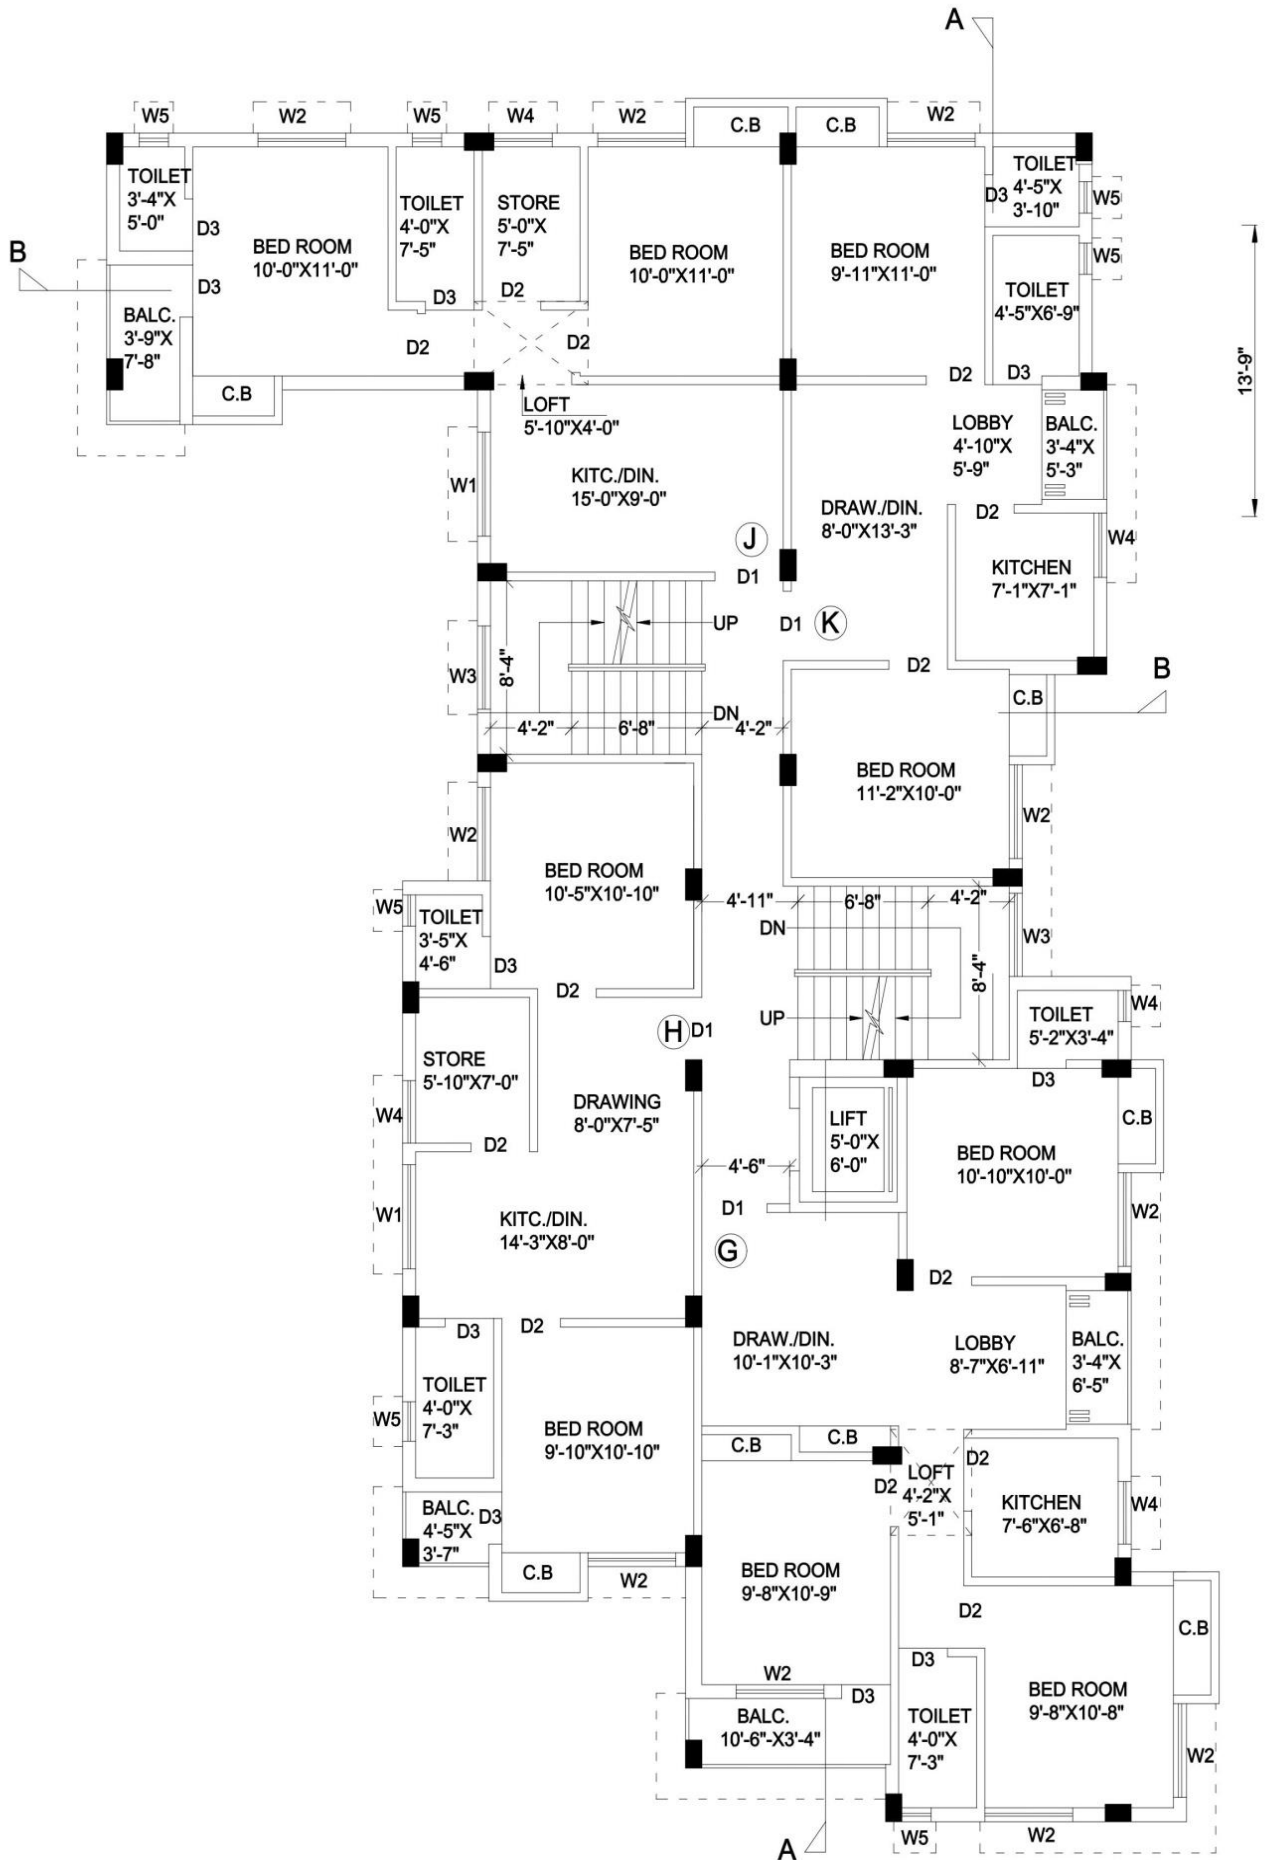 A
W5
W2
W5
W4
W2
C.B
C.B
W2
TOILET
3'-4"X
5'-0"
D3
BED ROOM
10'-0"X11'-0"
TOILET
4'-0"X
7'-5"
D3
STORE
5'-0"X
7'-5"
D2
BED ROOM
10'-0"X11'-0"
BED ROOM
9'-11"X11'-0"
TOILET
4'-5"X
3'-10"
D3
W5
W5
TOILET
4'-5"X6'-9"
D3
B
D3
BALC.
3'-9"X
7'-8"
D2
D2
D2
C.B
13'-9"
LOFT
5'-10"X4'-0"
LOBBY
4'-10"X
5'-9"
BALC.
3'-4"X
5'-3"
W1
KITC./DIN.
15'-0"X9'-0"
DRAW./DIN.
8'-0"X13'-3"
D2
W4
J
D1
KITCHEN
7'-1"X7'-1"
UP
D1
K
W3
8'-4"
D2
B
C.B
DN
4'-2"
6'-8"
4'-2"
BED ROOM
11'-2"X10'-0"
W2
W2
BED ROOM
10'-5"X10'-10"
4'-11"
6'-8"
4'-2"
W5
TOILET
3'-5"X
4'-6"
D3
DN
W3
8'-4"
D2
UP
H
D1
TOILET
5'-2"X3'-4"
W4
D3
STORE
5'-10"X7'-0"
DRAWING
8'-0"X7'-5"
W4
D2
LIFT
5'-0"X
6'-0"
C.B
BED ROOM
10'-10"X10'-0"
4'-6"
W1
KITC./DIN.
14'-3"X8'-0"
D1
G
W2
D2
D3
D2
DRAW./DIN.
10'-1"X10'-3"
LOBBY
8'-7"X6'-11"
BALC.
3'-4"X
6'-5"
TOILET
4'-0"X
7'-3"
W5
BED ROOM
9'-10"X10'-10"
C.B
C.B
D2
LOFT
4'-2"X
5'-1"
D2
KITCHEN
7'-6"X6'-8"
W4
BALC.
4'-5"X
3'-7"
D3
C.B
W2
BED ROOM
9'-8"X10'-9"
D2
C.B
D3
W2
D3
BED ROOM
9'-8"X10'-8"
BALC.
10'-6"-X3'-4"
TOILET
4'-0"X
7'-3"
W2
A
W5
W2